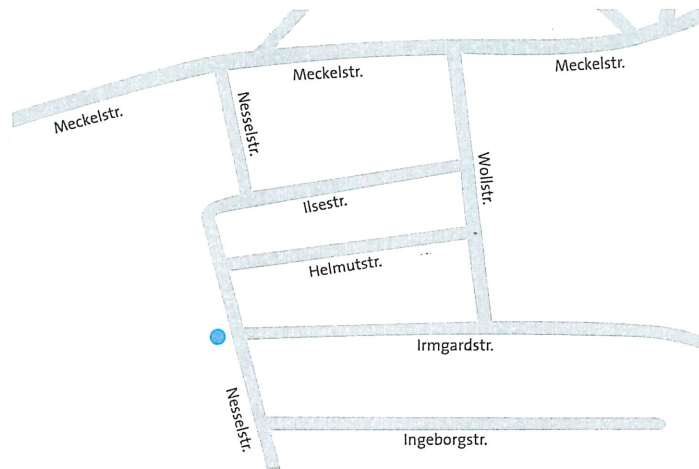 Meckelstr.
Meckelstr.
Meckelstr.
Nesselstr.
Wollstr.
Ilsestr.
Helmutstr.
Irmgardstr.
Nesselstr.
Ingeborgstr.